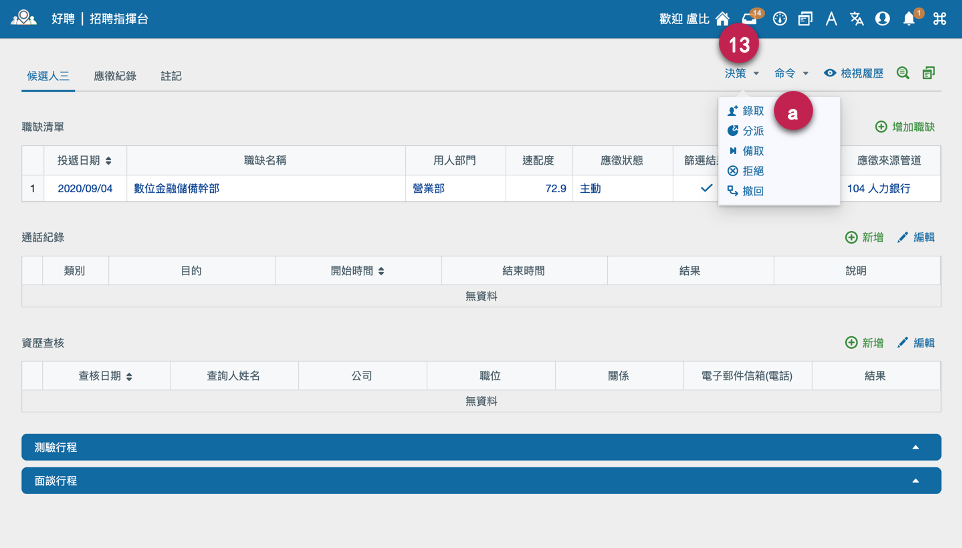 好聘 | 招聘指揮台
歡迎 盧比
14
1
13
候選人三 應徵紀錄 註記
決策 命令 檢視履歷
a
錄取
分派
備取
拒絕
撤回
職缺清單 增加職缺
投遞日期 職缺名稱 用人部門 速配度 應徵狀態 篩選結 應徵來源管道
1 2020/09/04 數位金融儲備幹部 營業部 72.9 主動 104 人力銀行
通話紀錄 新增 編輯
類別 目的 開始時間 結束時間 結果 說明
無資料
資歷查核 新增 編輯
查核日期 查詢人姓名 公司 職位 關係 電子郵件信箱(電話) 結果
無資料
測驗行程
面談行程